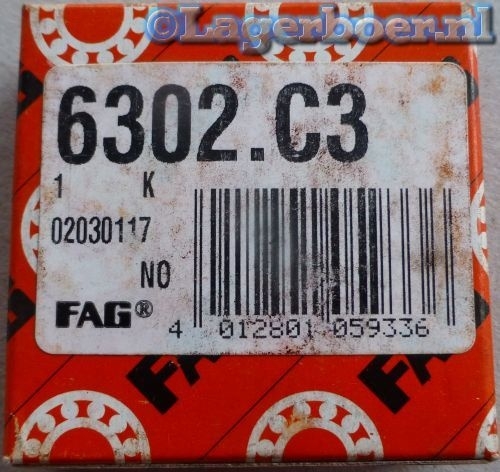 ©Lagerboer.nl
6302.C3
1 K
02030117
NO
FAG®
4 012801 059336
FAG